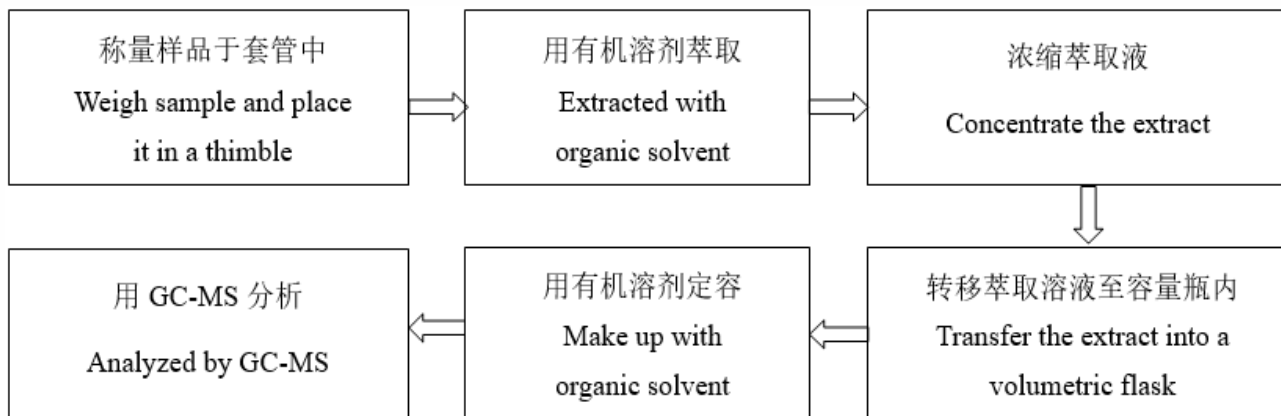 称量样品于套管中
Weigh sample and place
it in a thimble
用有机溶剂萃取
Extracted with
organic solvent
浓缩萃取液
Concentrate the extract
转移萃取溶液至容量瓶内
Transfer the extract into a
volumetric flask
用有机溶剂定容
Make up with
organic solvent
用 GC-MS 分析
Analyzed by GC-MS